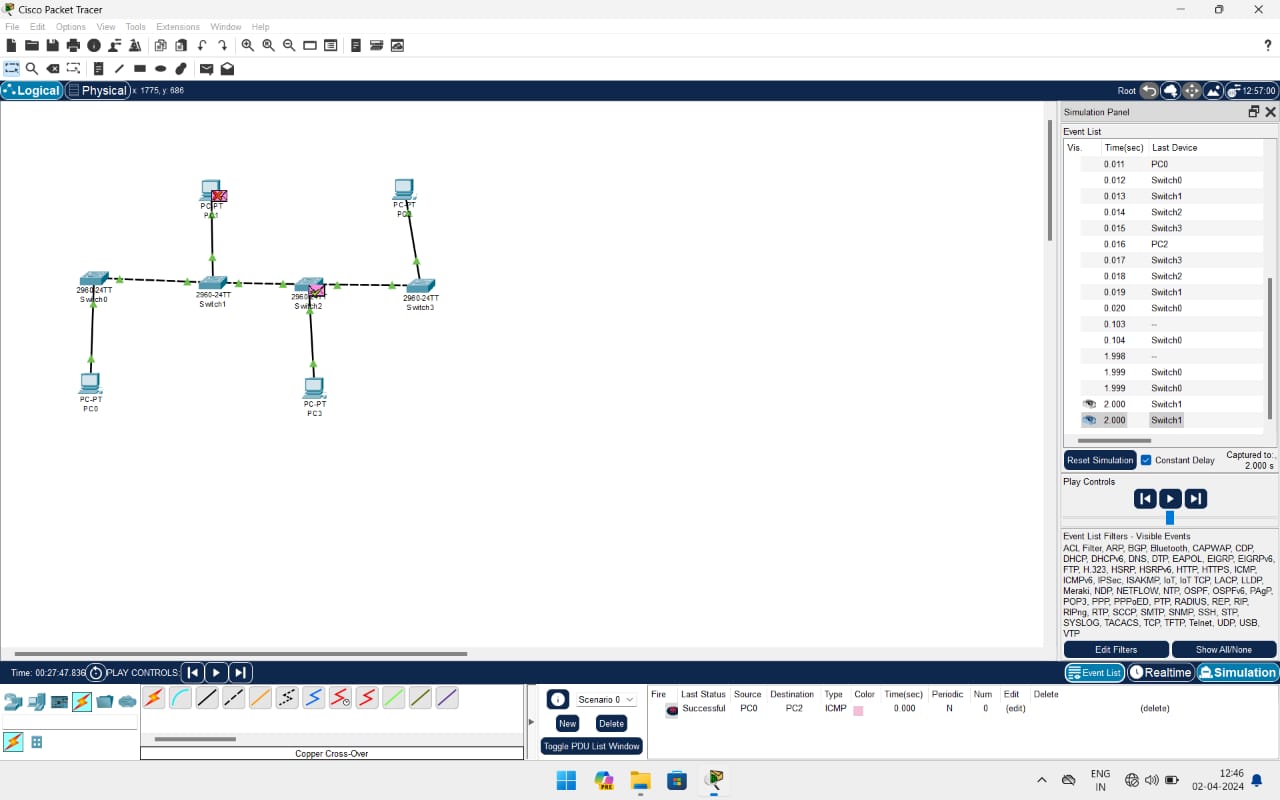 Cisco Packet Tracer
File Edit Options View Tools Extensions Window Help
?
Logical Physical x: 1775, y: 686 Root 12:57:00
Simulation Panel
Event List
Vis. Time(sec) Last Device
0.011 PC0
0.012 Switch0
0.013 Switch1
0.014 Switch2
0.015 Switch3
0.016 PC2
0.017 Switch3
0.018 Switch2
0.019 Switch1
0.020 Switch0
0.103 --
0.104 Switch0
1.998 --
1.999 Switch0
1.999 Switch0
2.000 Switch1
2.000 Switch1
Reset Simulation Constant Delay Captured to:,
2.000 s
Play Controls
Event List Filters - Visible Events
ACL Filter, ARP, BGP, Bluetooth, CAPWAP, CDP,
DHCP, DHCPv6, DNS, DTP, EAPOL, EIGRP, EIGRPv6,
FTP, H.323, HSRP, HSRPv6, HTTP, HTTPS, ICMP,
ICMPv6, IPSec, ISAKMP, IoT, IoT TCP, LACP, LLDP,
Meraki, NDP, NETFLOW, NTP, OSPF, OSPFv6, PAgP,
POP3, PPP, PPPoED, PTP, RADIUS, REP, RIP,
RIPng, RTP, SCCP, SMTP, SNMP, SSH, STP,
SYSLOG, TACACS, TCP, TFTP, Telnet, UDP, USB,
VTP
Edit Filters Show All/None
PC-PT
PC1
PC-PT
2960-24TT
Switch0
2960-24TT
Switch1
Switch2
2960-24TT
Switch3
PC-PT
PC0
PC-PT
PC3
Time: 00:27:47.836 PLAY CONTROLS:
Event List Realtime Simulation
Scenario 0
New Delete
Toggle PDU List Window
Copper Cross-Over
Fire Last Status Source Destination Type Color Time(sec) Periodic Num Edit Delete
Successful PC0 PC2 ICMP 0.000 N 0 (edit) (delete)
PRE
ENG
IN
12:46
02-04-2024